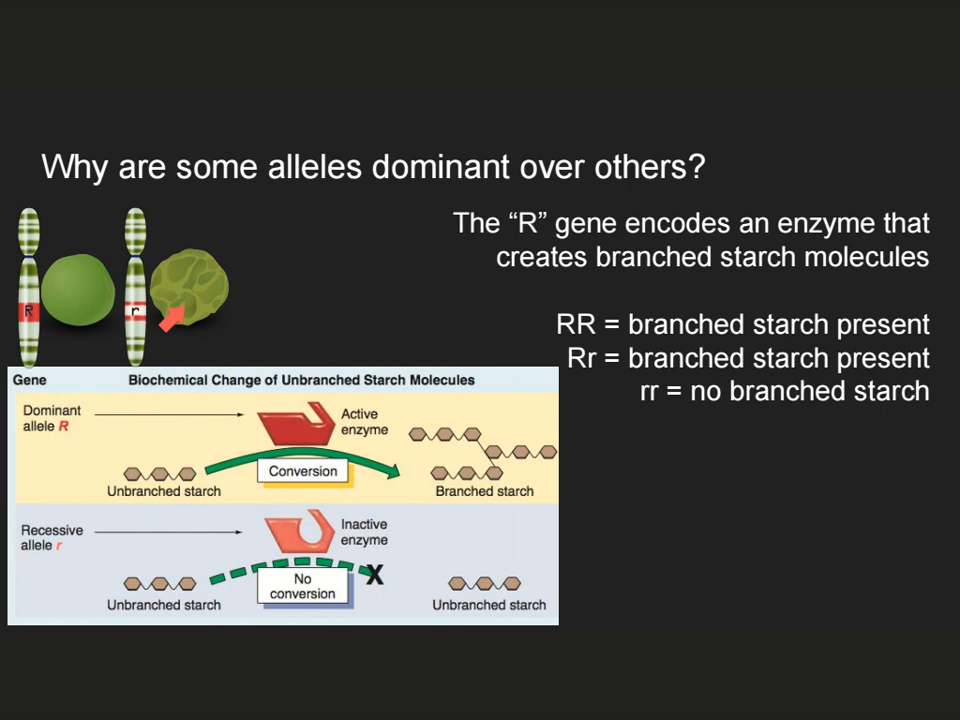 Why are some alleles dominant over others?
The “R” gene encodes an enzyme that
creates branched starch molecules
RR = branched starch present
Rr = branched starch present
rr = no branched starch
R
r
Gene
Biochemical Change of Unbranched Starch Molecules
Dominant
allele R
Active
enzyme
Conversion
Unbranched starch
Branched starch
Recessive
allele r
Inactive
enzyme
X
No
conversion
Unbranched starch
Unbranched starch